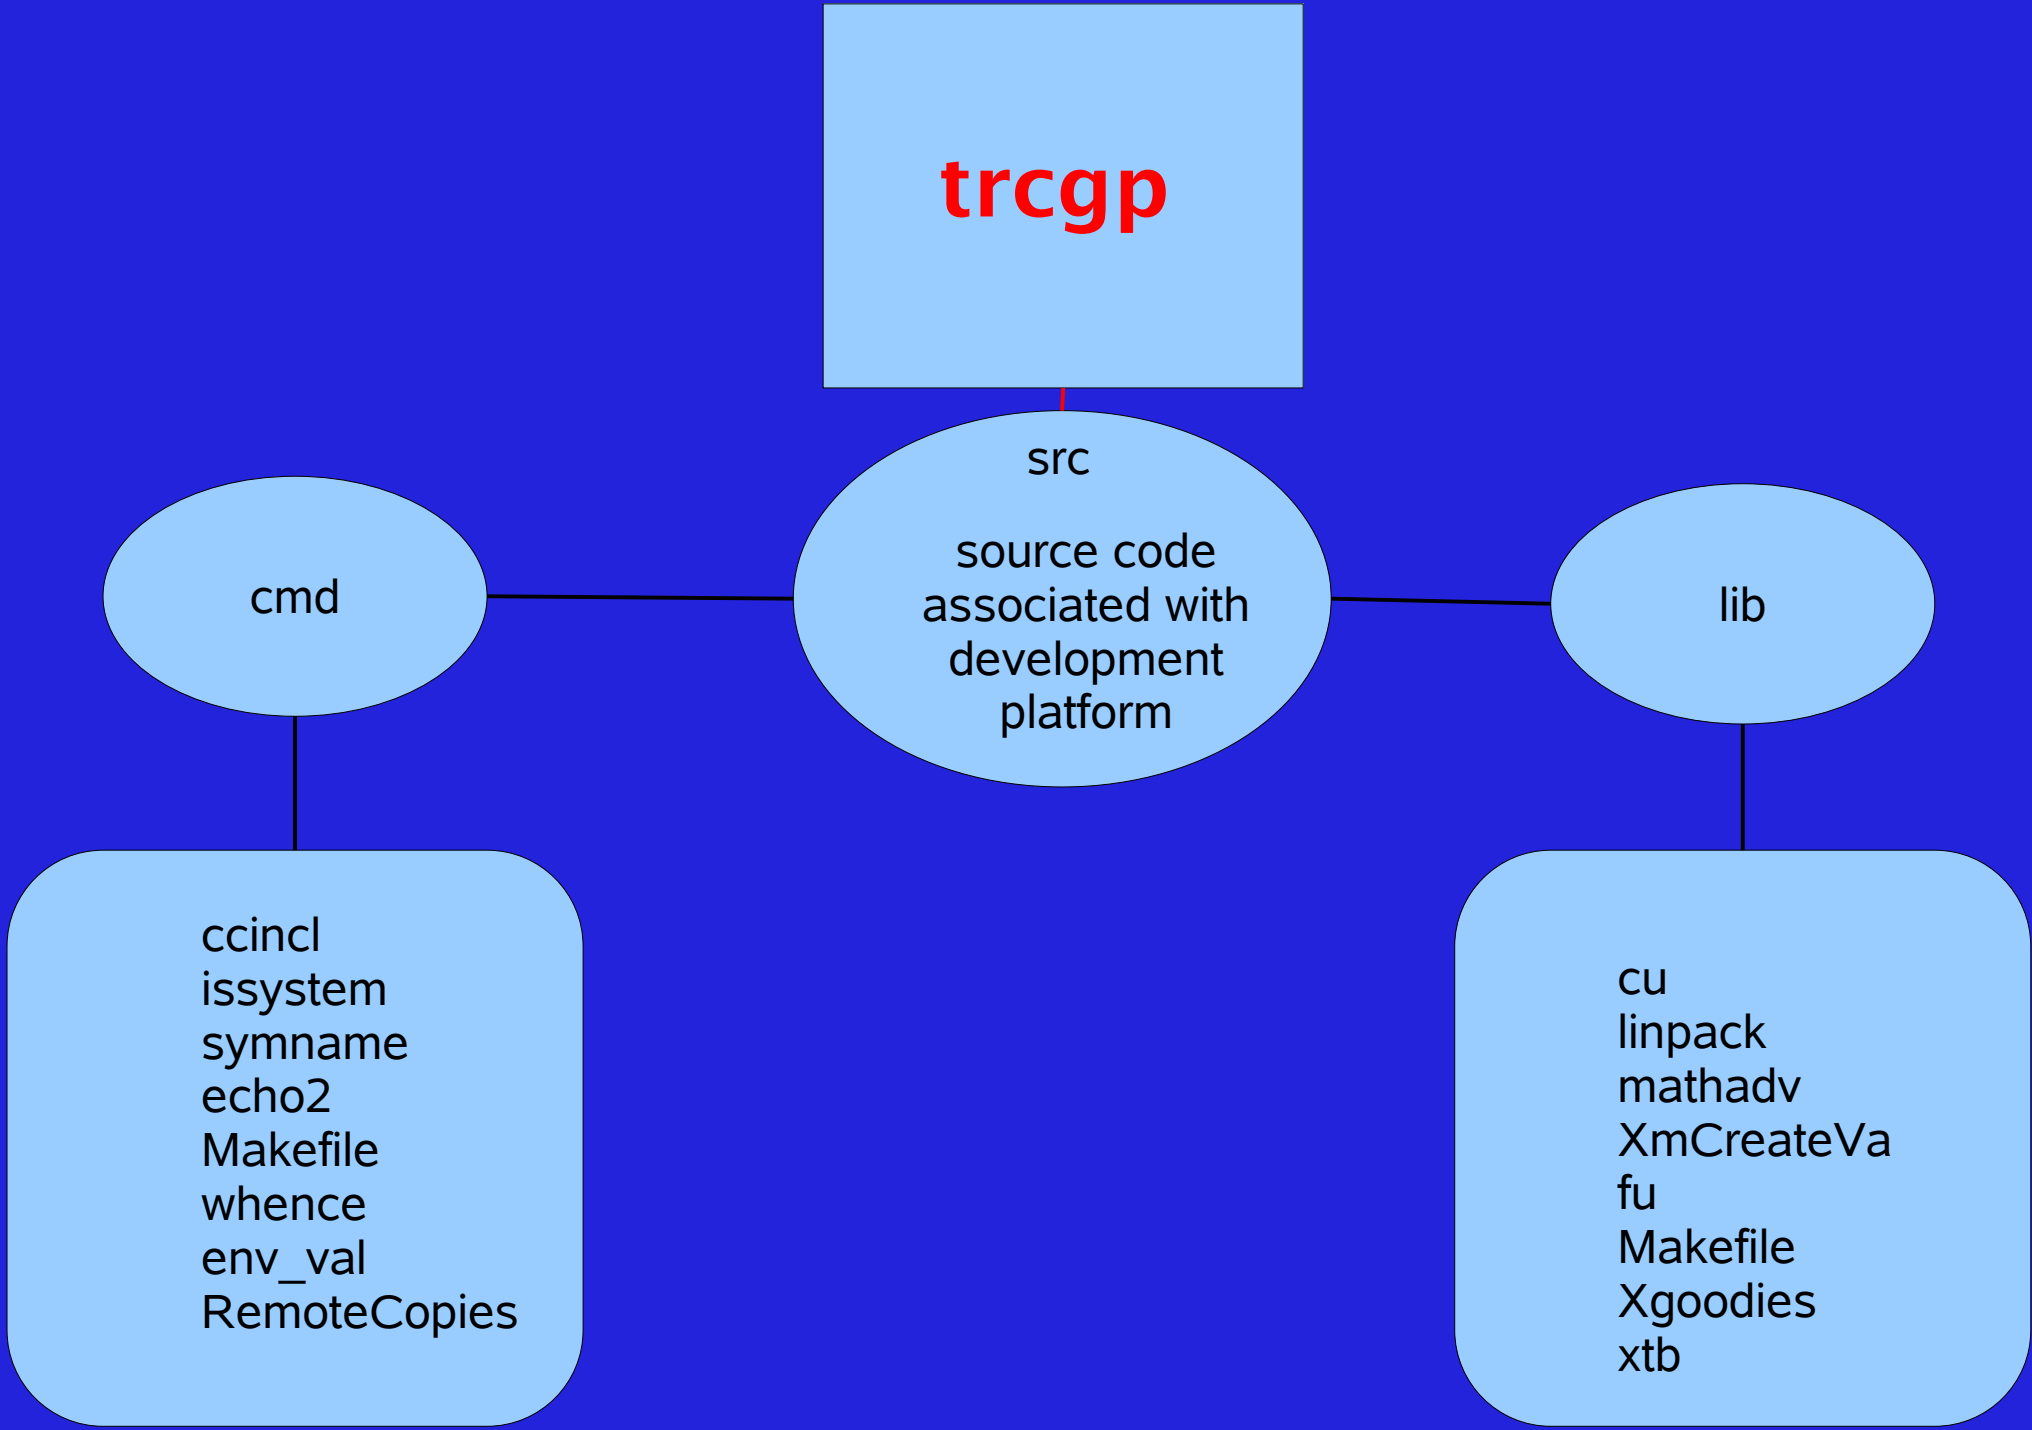 trcgp
src
source code
associated with
development
platform
cmd
lib
ccincl
issystem
symname
echo2
Makefile
whence
env_val
RemoteCopies
cu
linpack
mathadv
XmCreateVa
fu
Makefile
Xgoodies
xtb